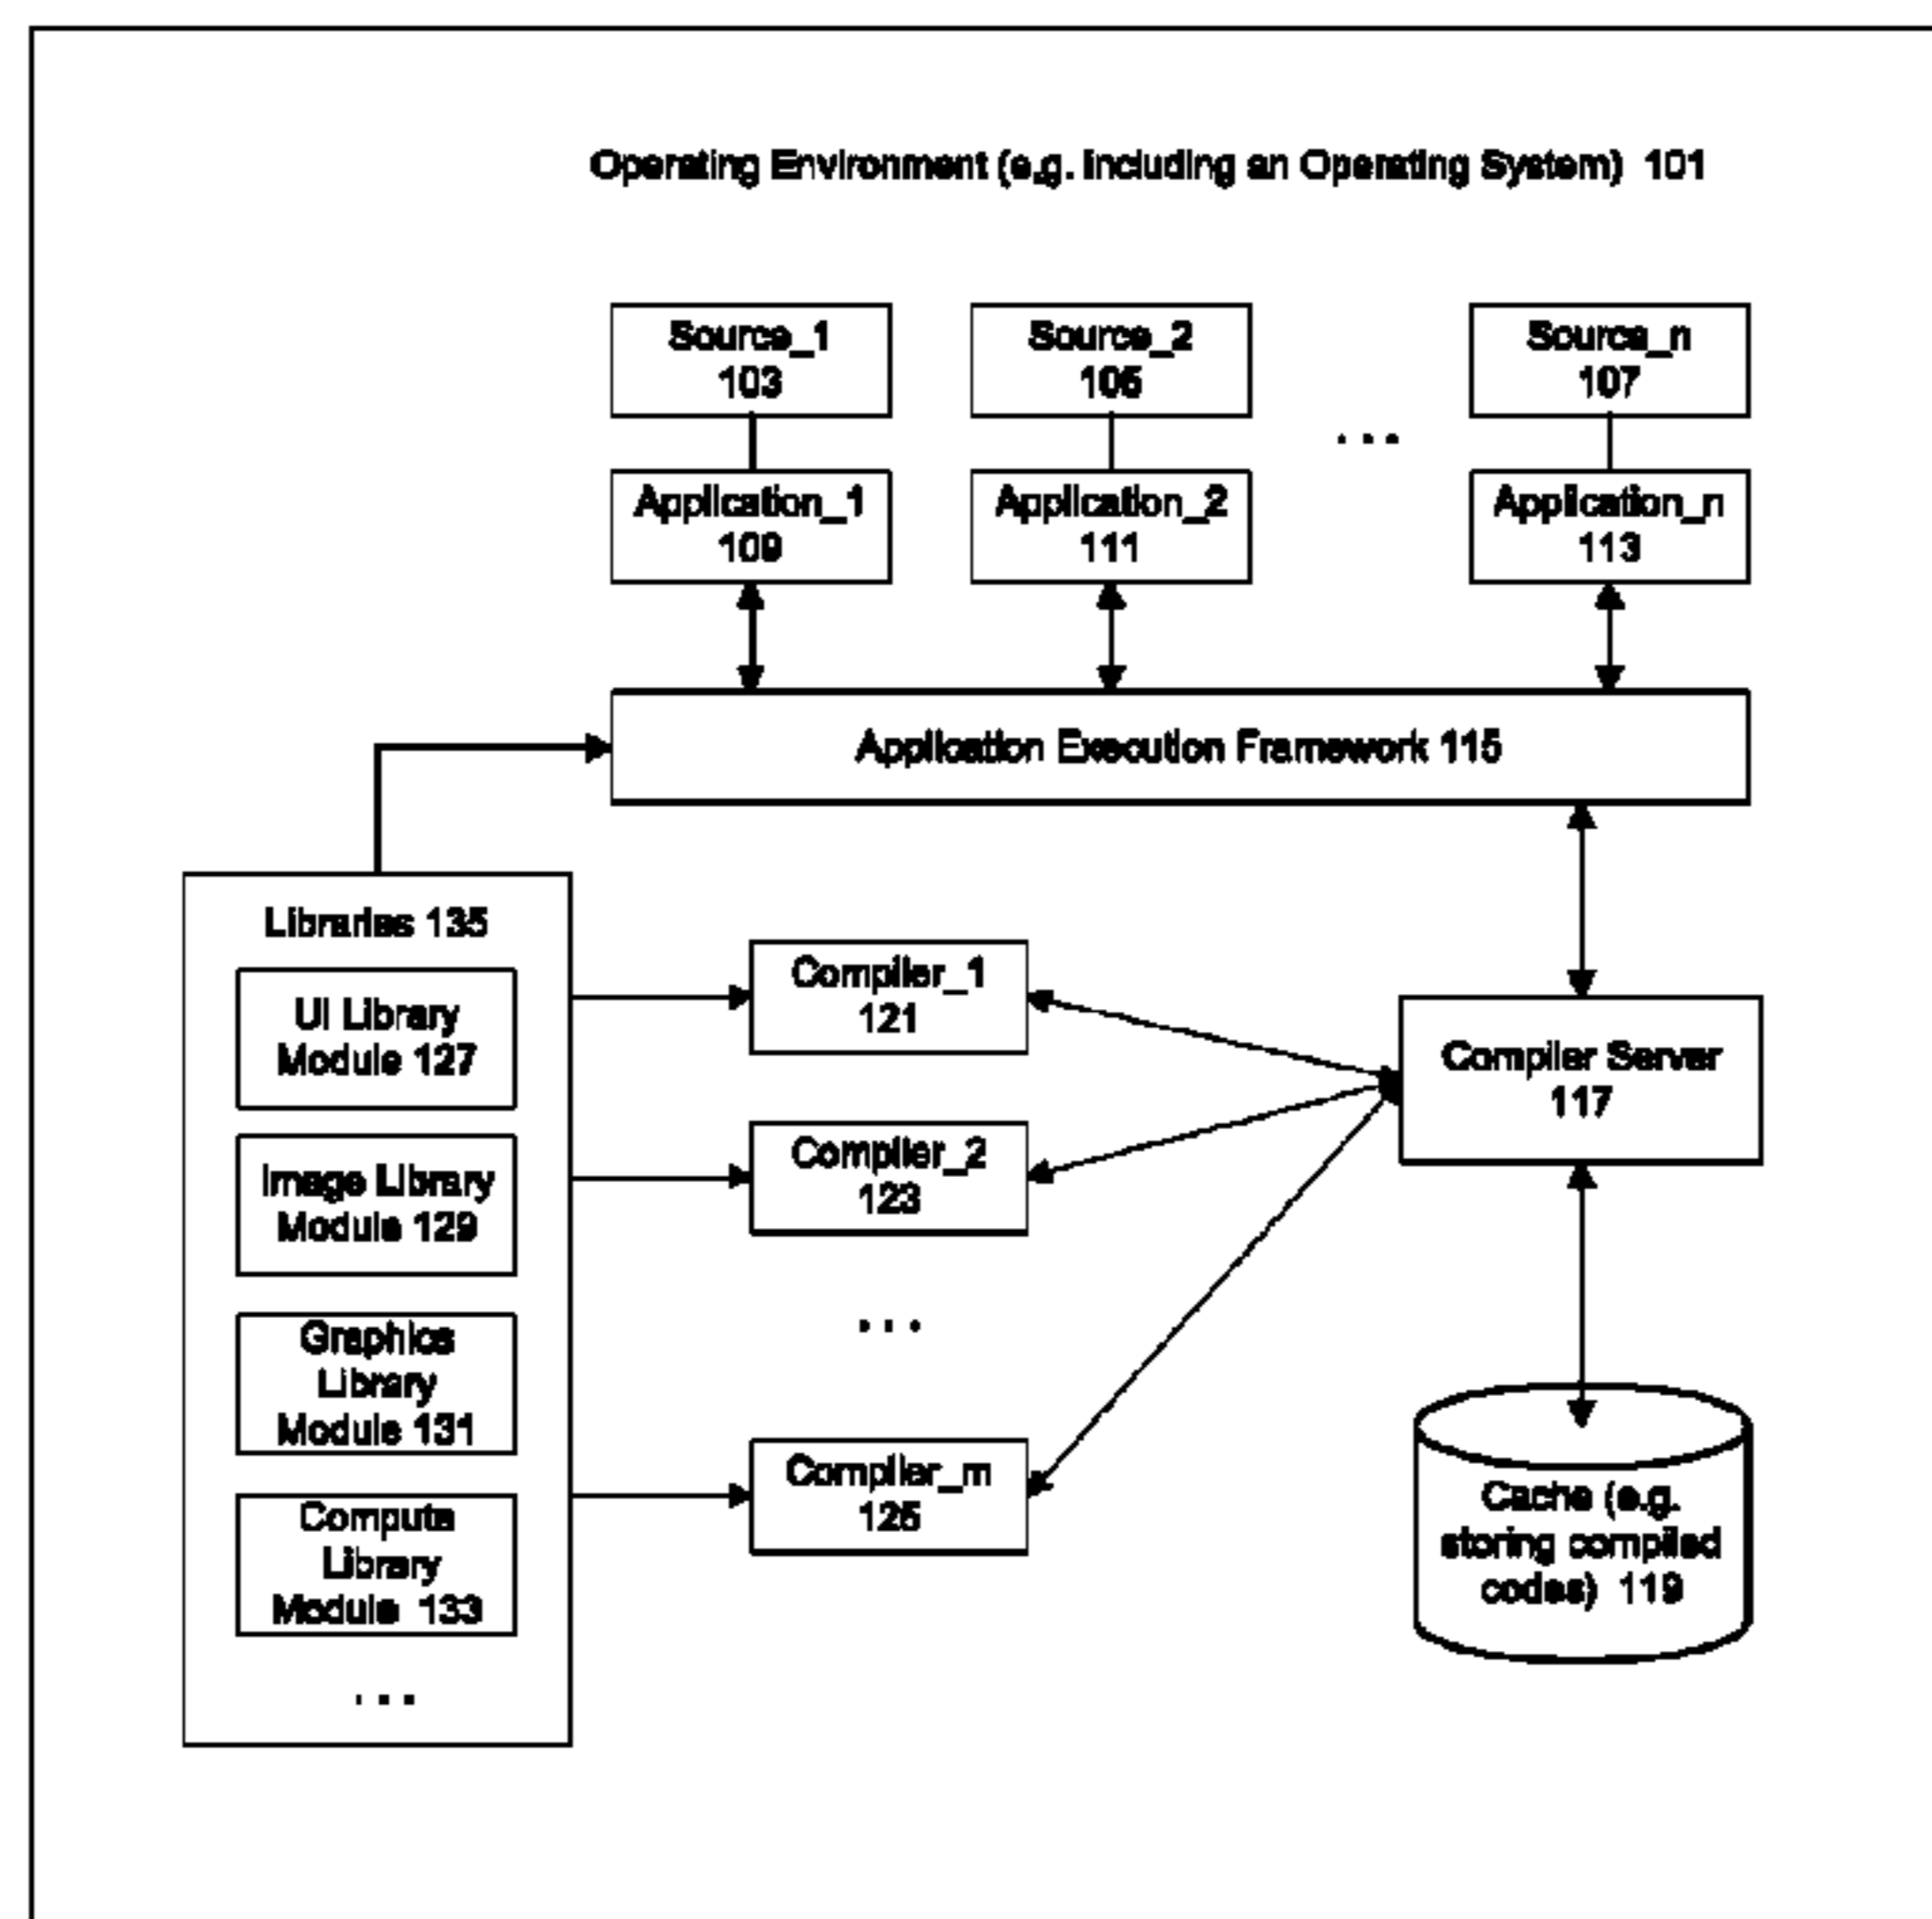 Operating Environment (e.g. including an Operating System) 101
Source_1
103
Source_2
105
Source_n
107
. . .
Application_1
109
Application_2
111
Application_n
113
Application Execution Framework 115
Libraries 135
UI Library
Module 127
Image Library
Module 129
Graphics
Library
Module 131
Compute
Library
Module 133
. . .
Compiler_1
121
Compiler_2
123
. . .
Compiler_m
125
Compiler Server
117
Cache (e.g.
storing compiled
codes) 119